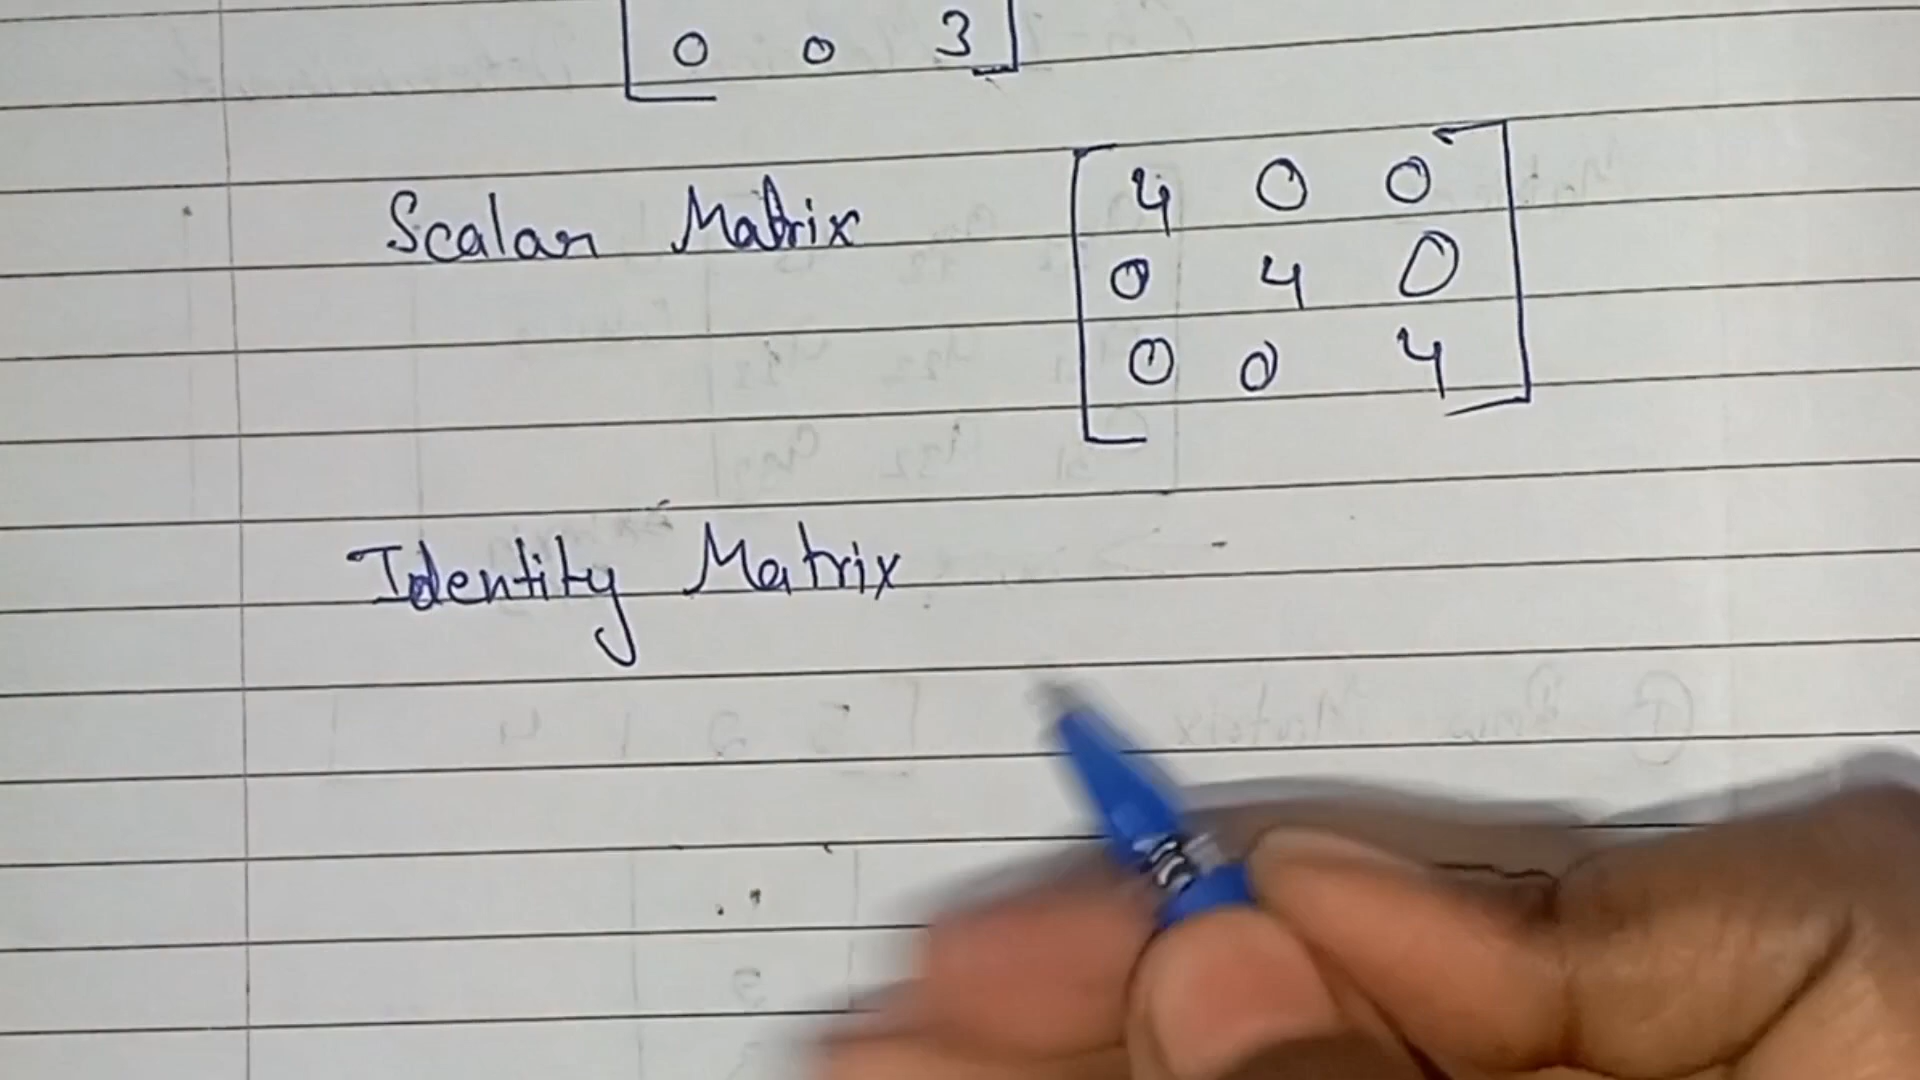 0 0 3
Scalar Matrix
4 0 0
0 4 0
0 0 4
Identity Matrix